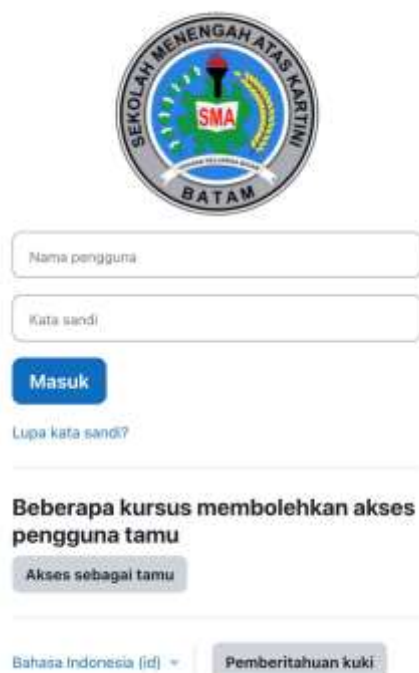 SEKOLAH MENENGAH ATAS KARTINI
SMA
BATAM
Nama pengguna
Kata sandi
Masuk
Lupa kata sandi?
Beberapa kursus membolehkan akses
pengguna tamu
Akses sebagai tamu
Bahasa Indonesia (id)
Pemberitahuan kuki